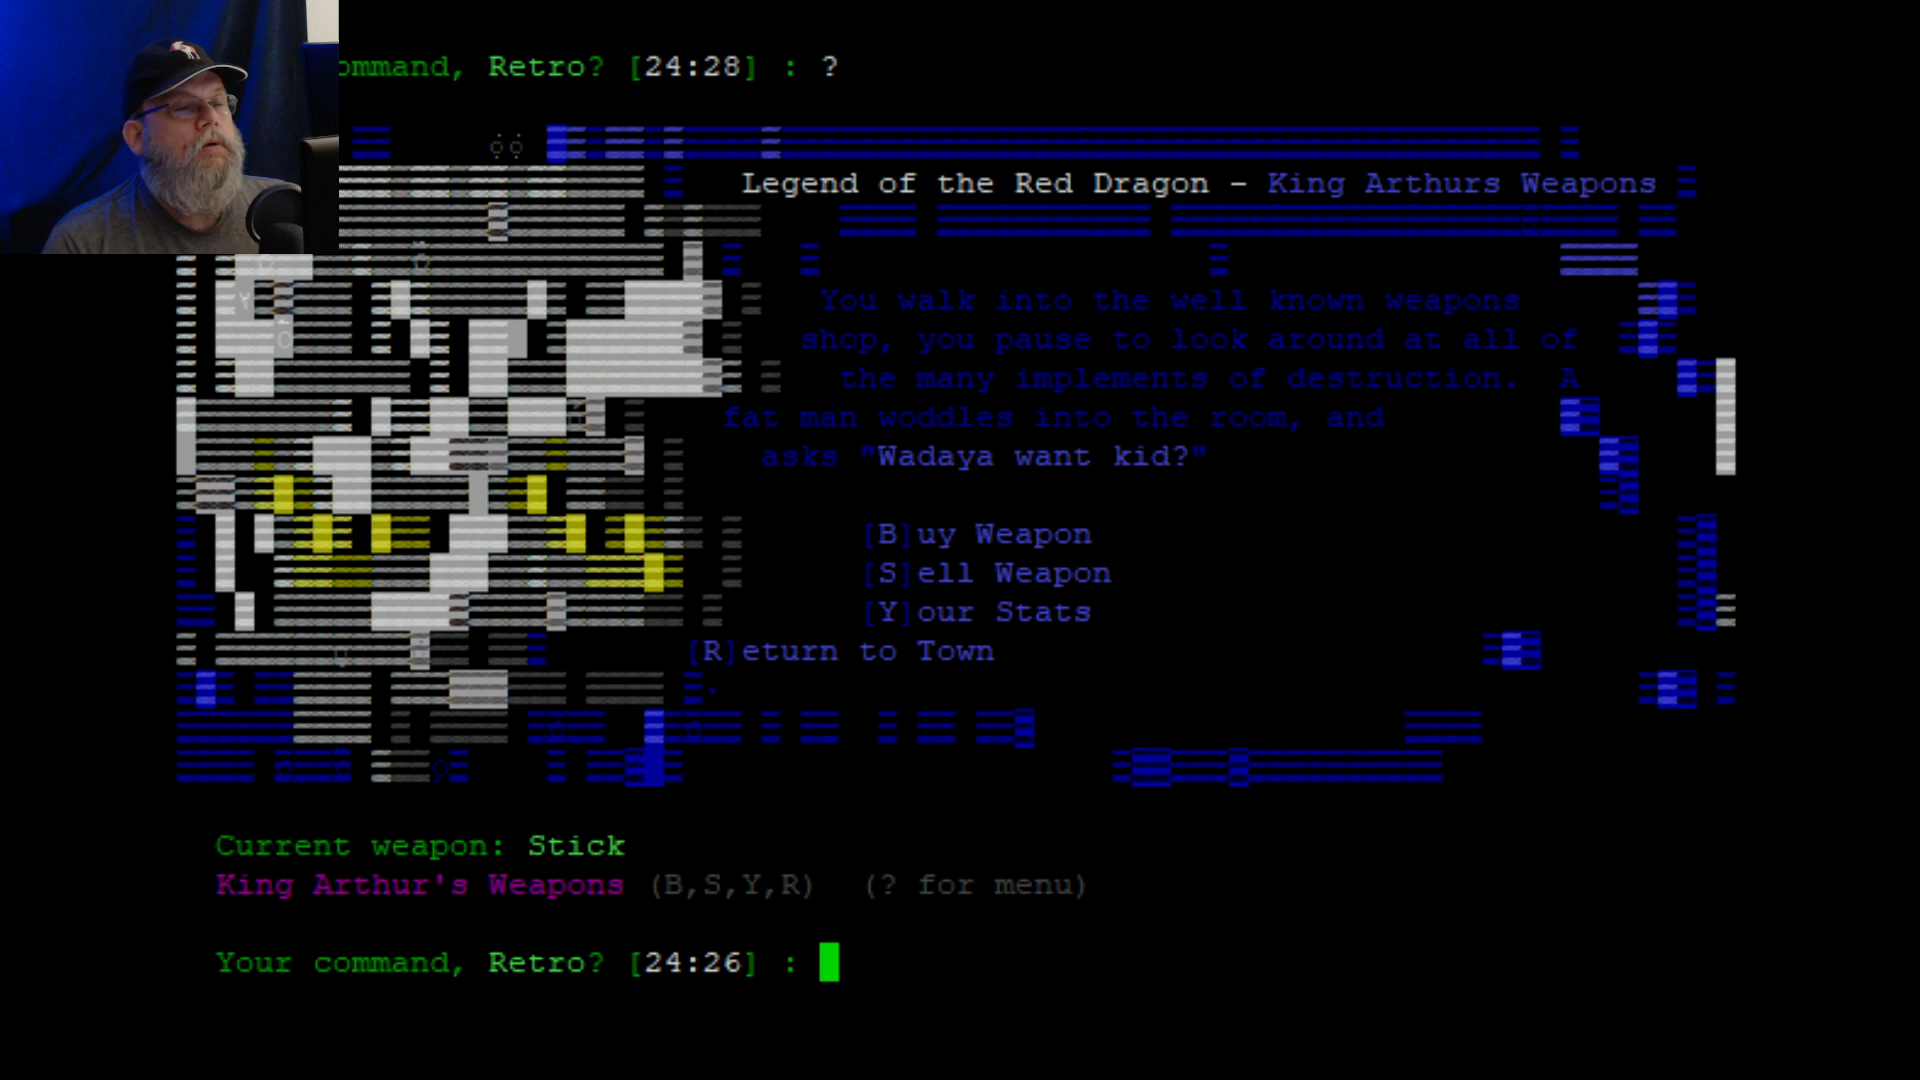 ommand, Retro? [24:28] : ?
Legend of the Red Dragon - King Arthurs Weapons
You walk into the well known weapons
shop, you pause to look around at all of
the many implements of destruction. A
fat man woddles into the room, and
asks "Wadaya want kid?"
[B]uy Weapon
[S]ell Weapon
[Y]our Stats
[R]eturn to Town
Current weapon: Stick
King Arthur's Weapons (B,S,Y,R) (? for menu)
Your command, Retro? [24:26] :